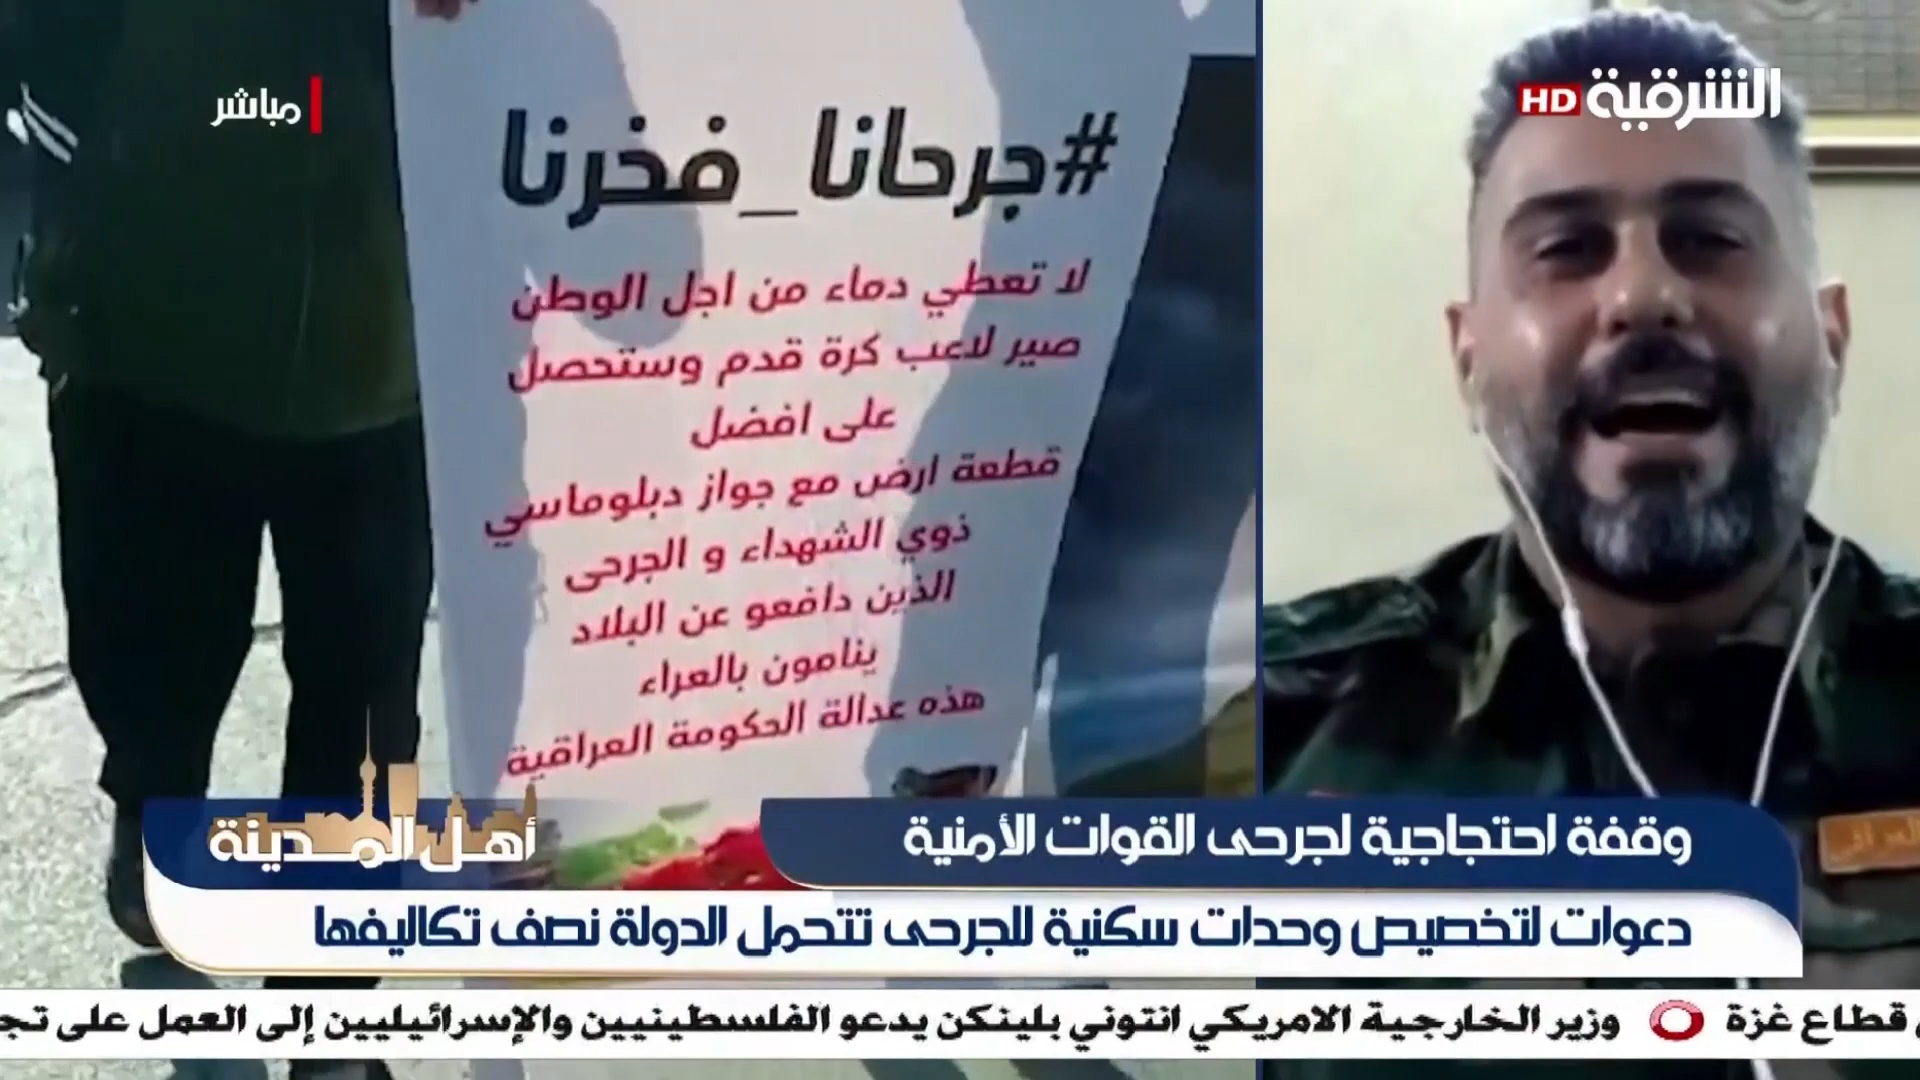 مباشر
الشرقية HD
#جرحانا_فخرنا
لا تعطي دماء من اجل الوطن
صير لاعب كرة قدم وستحصل
على افضل
قطعة ارض مع جواز دبلوماسي
ذوي الشهداء و الجرحى
الذين دافعو عن البلاد
ينامون بالعراء
هذه عدالة الحكومة العراقية
وقفة احتجاجية لجرحى القوات الأمنية
أهل المدينة
دعوات لتخصيص وحدات سكنية للجرحى تتحمل الدولة نصف تكاليفها
قطاع غزة وزير الخارجية الامريكي انتوني بلينكن يدعو الفلسطينيين والإسرائيليين إلى العمل على